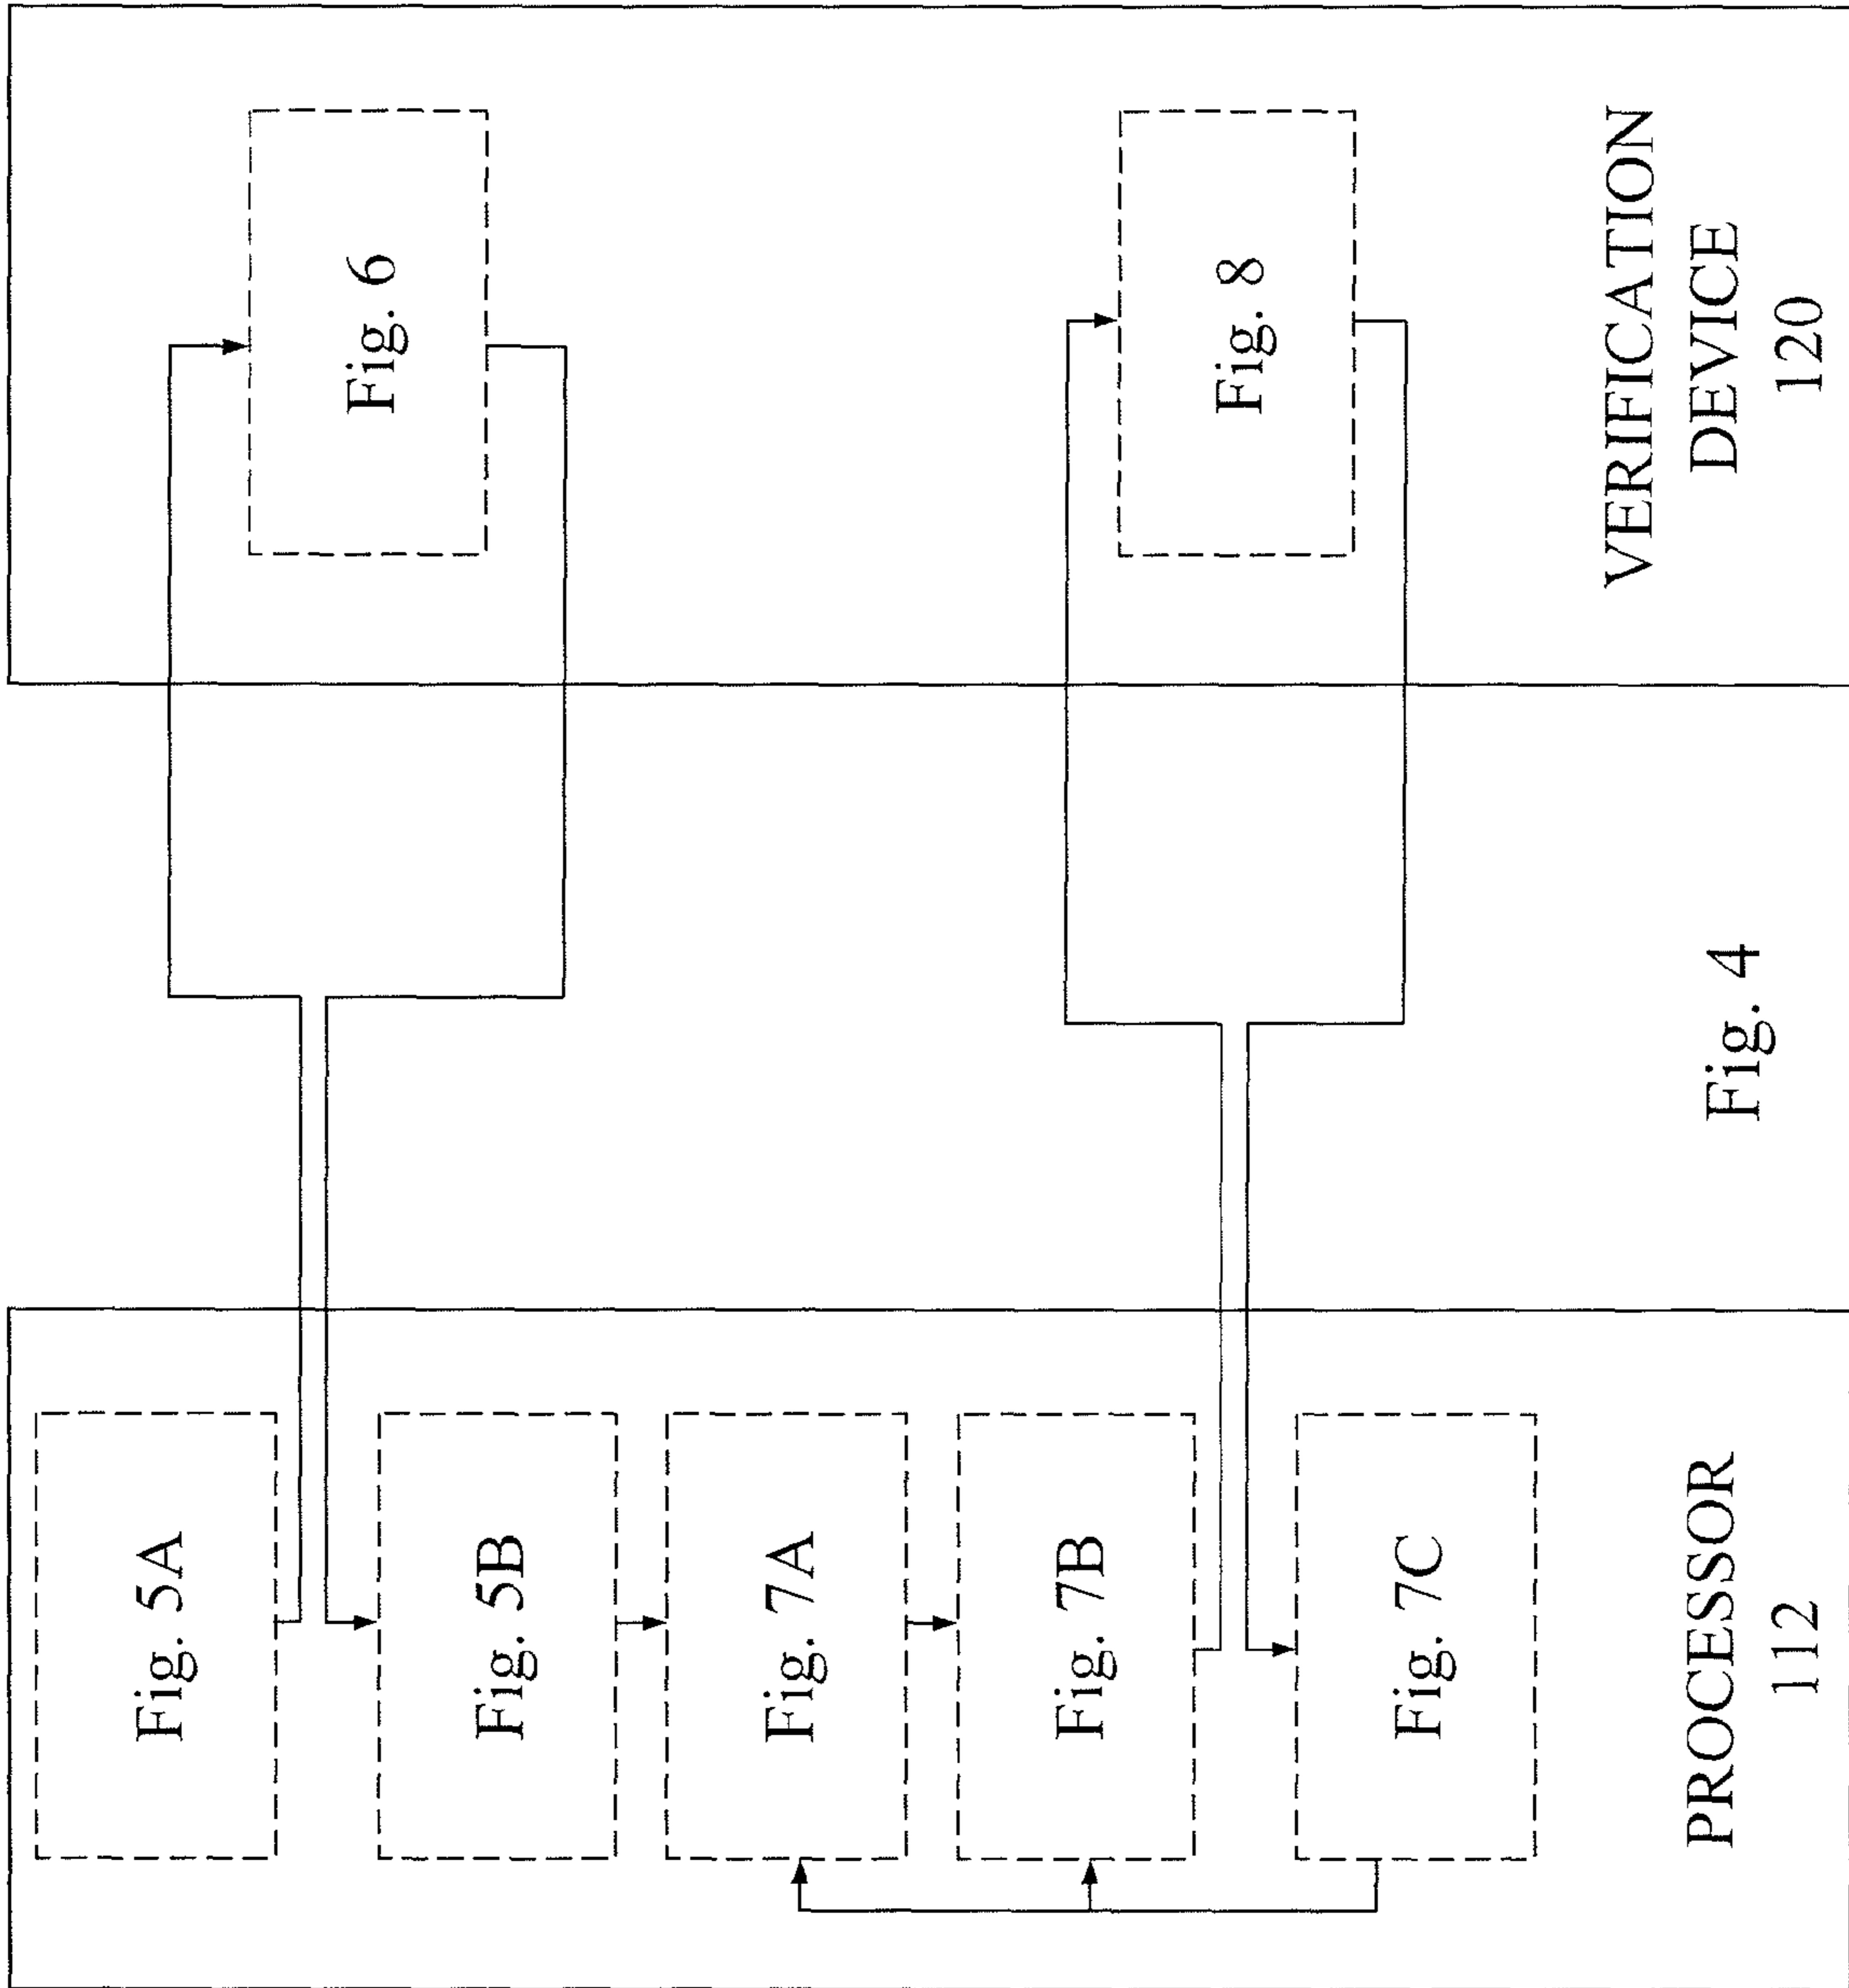 Fig. 5A
Fig. 5B
Fig. 7A
Fig. 7B
Fig. 7C
PROCESSOR
112
Fig. 6
Fig. 8
VERIFICATION
DEVICE
120
Fig. 4